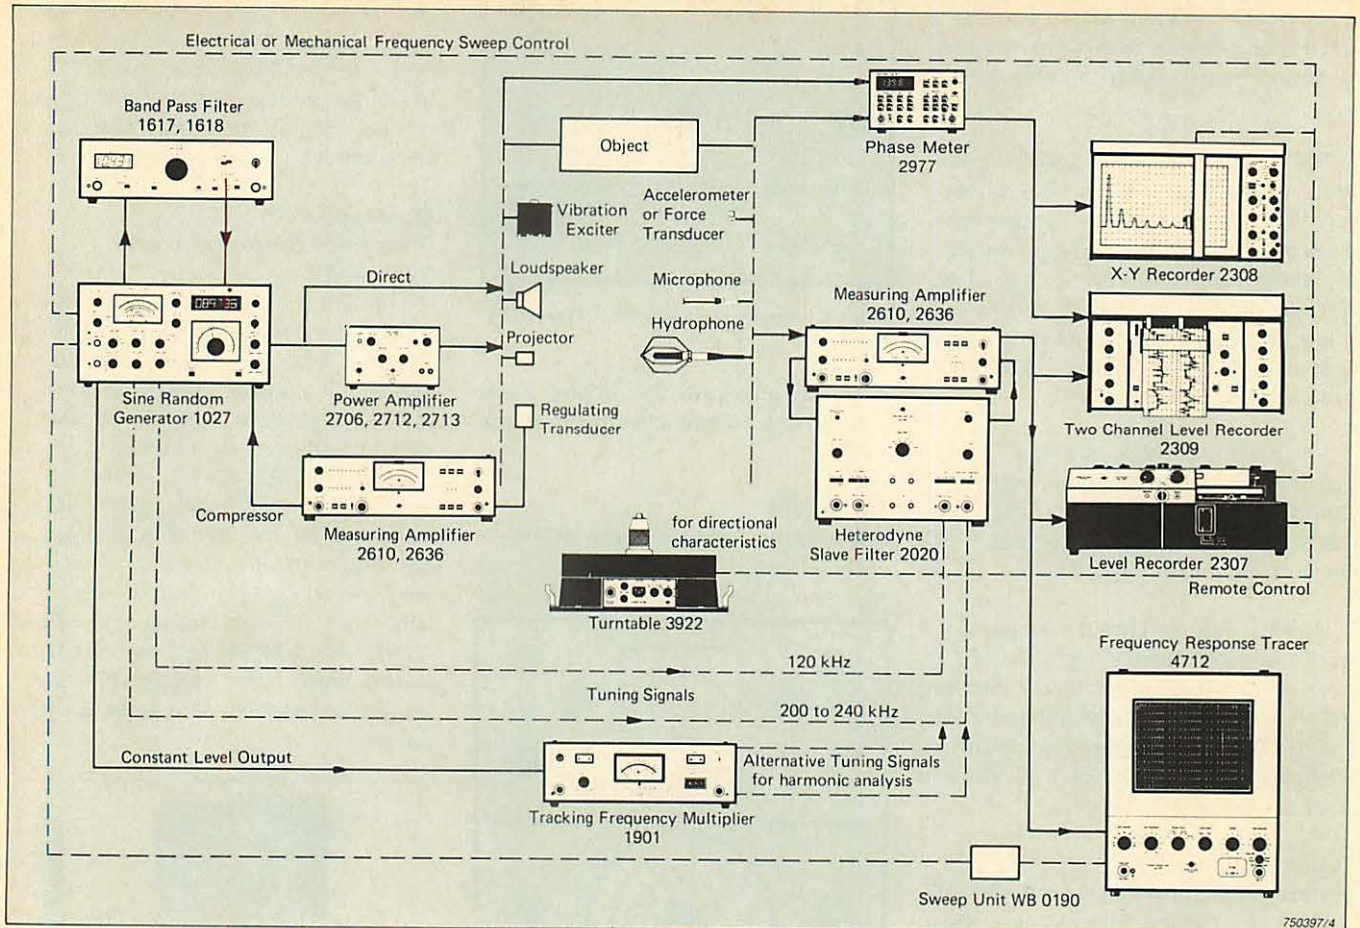 Electrical or Mechanical Frequency Sweep Control
Band Pass Filter
1617, 1618
Object
Phase Meter
2977
Vibration
Exciter
Accelerometer
or Force
Transducer
X-Y Recorder 2308
Direct
Loudspeaker
Microphone
Measuring Amplifier
2610, 2636
Projector
Hydrophone
Sine Random
Generator 1027
Power Amplifier
2706, 2712, 2713
Regulating
Transducer
Two Channel Level Recorder
2309
Compressor
Measuring Amplifier
2610, 2636
for directional
characteristics
Heterodyne
Slave Filter 2020
Level Recorder 2307
Remote Control
Turntable 3922
Frequency Response Tracer
4712
120 kHz
Tuning Signals
200 to 240 kHz
Constant Level Output
Alternative Tuning Signals
for harmonic analysis
Tracking Frequency Multiplier
1901
Sweep Unit WB 0190
750397/4